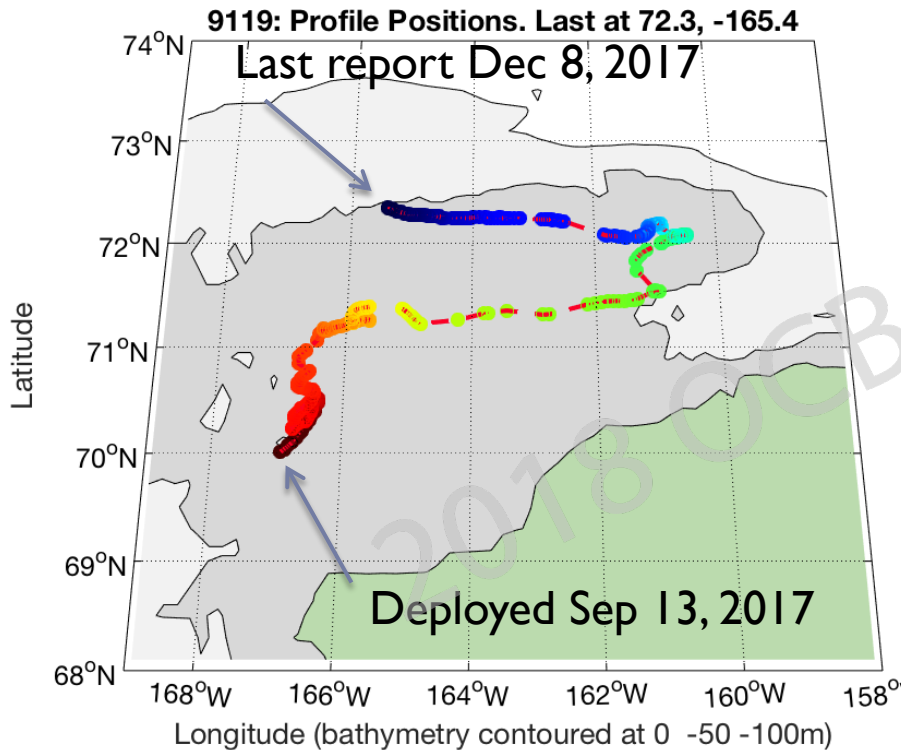 9119: Profile Positions. Last at 72.3, -165.4
Last report Dec 8, 2017
74°N
73°N
72°N
71°N
70°N
69°N
68°N
Latitude
2018 OCB
Deployed Sep 13, 2017
168°W 166°W 164°W 162°W 160°W 158°
Longitude (bathymetry contoured at 0 -50 -100m)